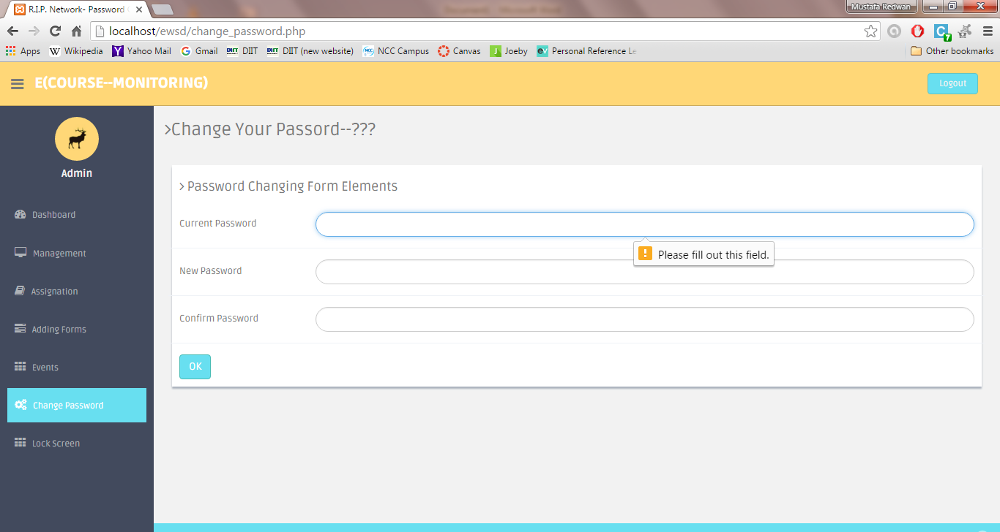 R.I.P. Network- Password
Mustafa Redwan
localhost/ewsd/change_password.php
Apps Wikipedia Yahoo Mail Gmail DIIT DIIT (new website) NCC Campus Canvas Joeby Personal Reference Le Other bookmarks
E(COURSE--MONITORING)
Logout
Admin
Dashboard
Management
Assignation
Adding Forms
Events
Change Password
Lock Screen
>Change Your Passord--???
> Password Changing Form Elements
Current Password
Please fill out this field.
New Password
Confirm Password
OK